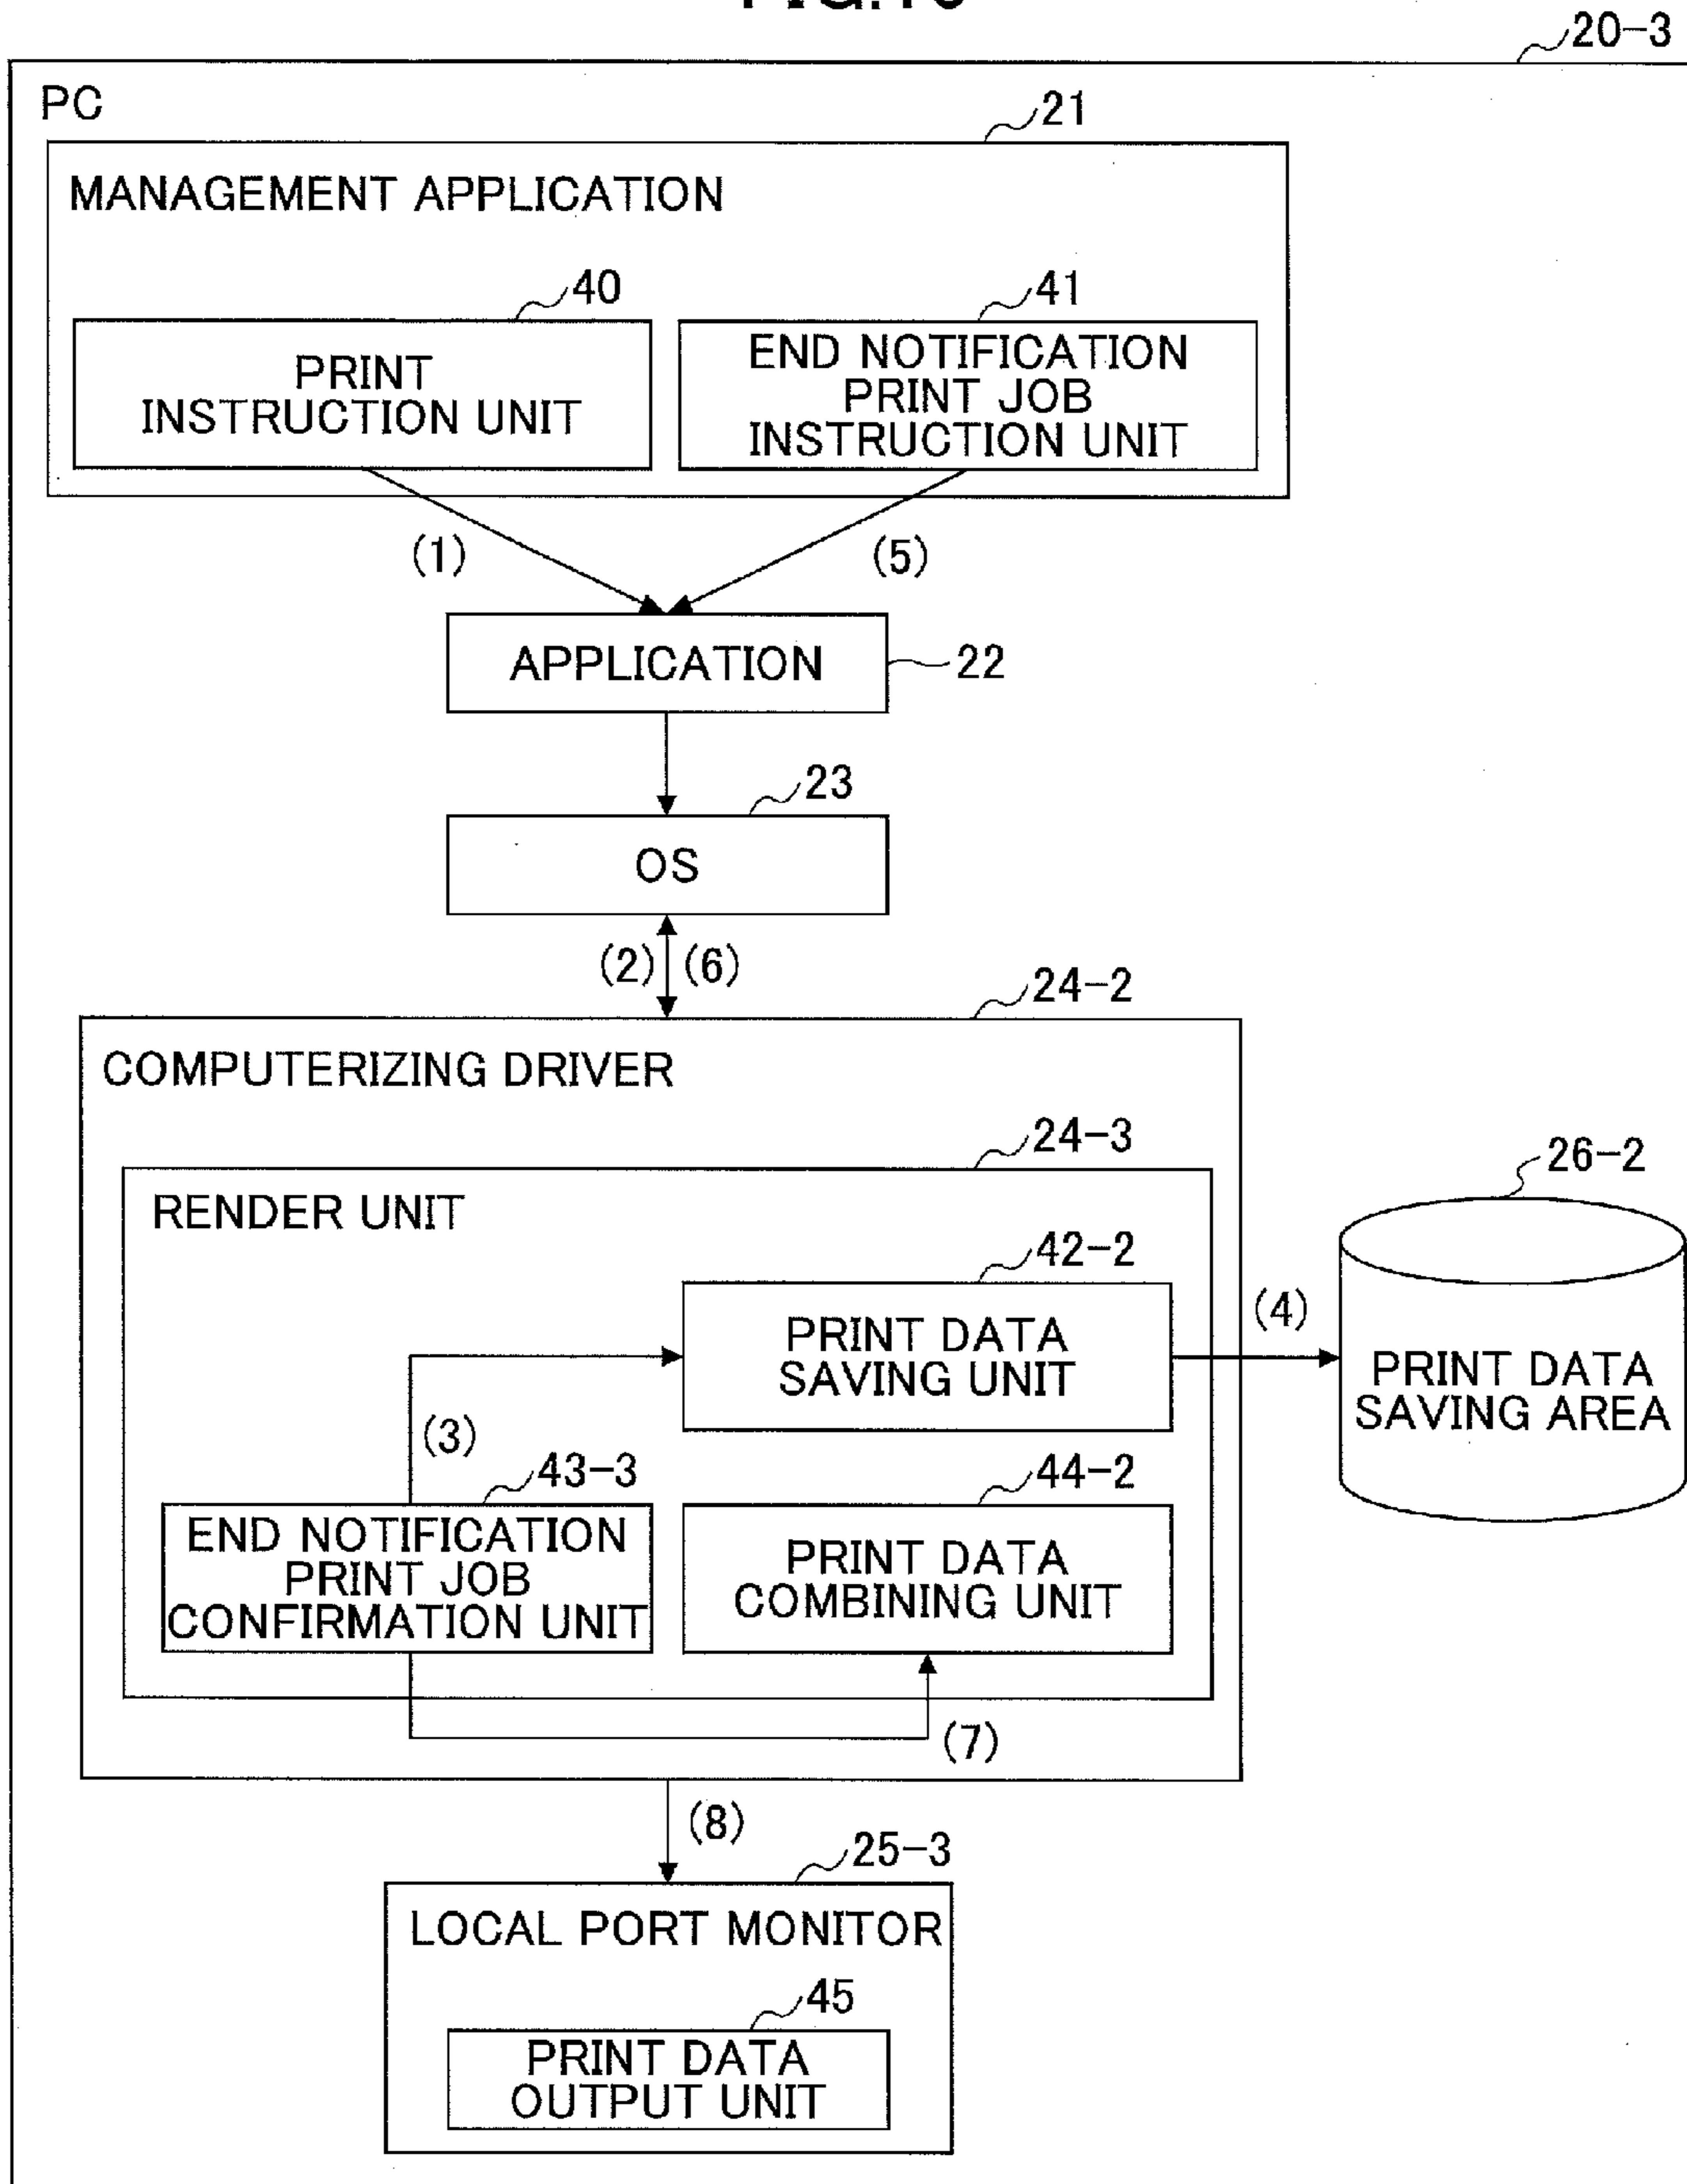 20-3
PC
21
MANAGEMENT APPLICATION
40
41
PRINT
INSTRUCTION UNIT
END NOTIFICATION
PRINT JOB
INSTRUCTION UNIT
(1)
(5)
APPLICATION
22
23
OS
(2)
(6)
24-2
COMPUTERIZING DRIVER
24-3
26-2
RENDER UNIT
42-2
(4)
PRINT DATA
SAVING UNIT
PRINT DATA
SAVING AREA
(3)
43-3
44-2
END NOTIFICATION
PRINT JOB
CONFIRMATION UNIT
PRINT DATA
COMBINING UNIT
(7)
(8)
25-3
LOCAL PORT MONITOR
45
PRINT DATA
OUTPUT UNIT